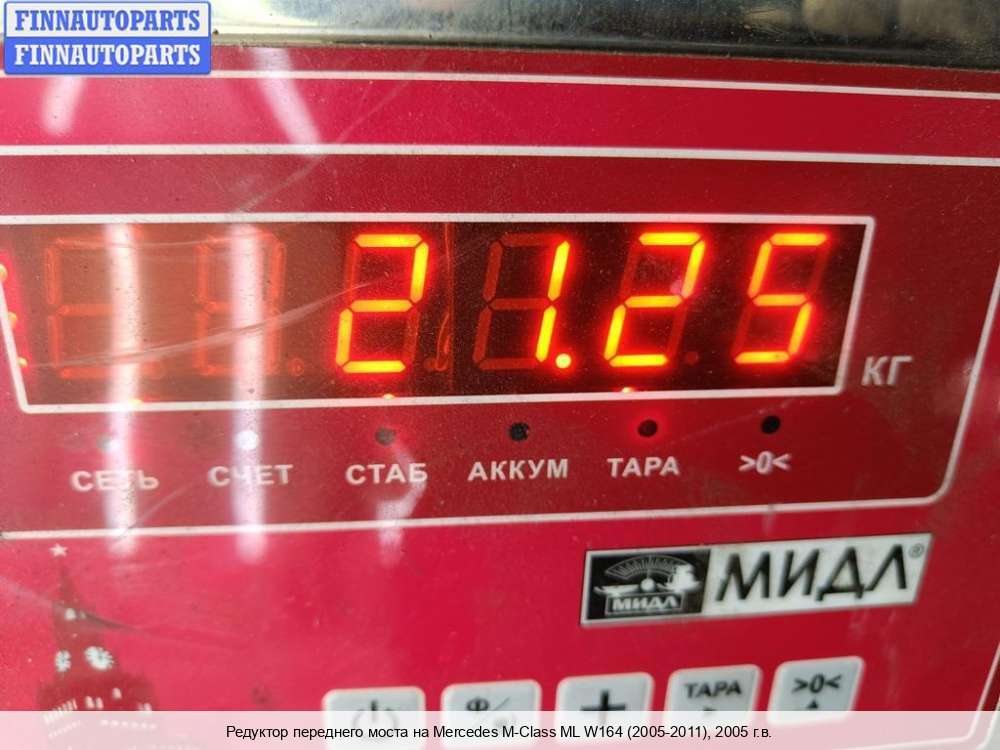 FINNAUTOPARTS
FINNAUTOPARTS
21.25
КГ
СЕТЬ СЧЕТ СТАБ АККУМ ТАРА >0<
МИДЛ МИДЛ®
ТАРА >0<
Редуктор переднего моста на Mercedes M-Class ML W164 (2005-2011), 2005 г.в.